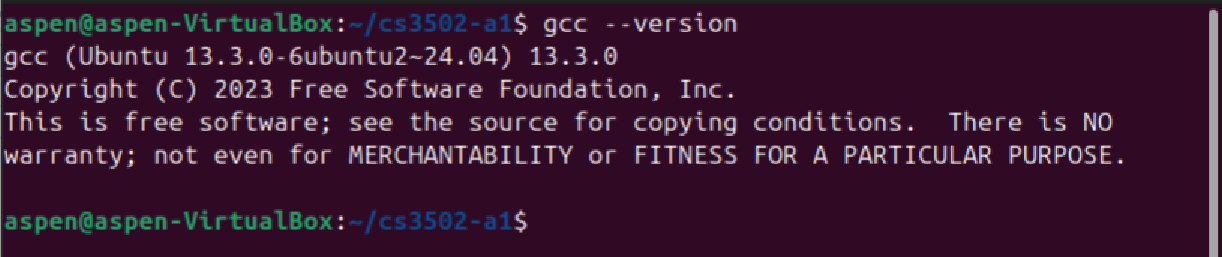 aspen@aspen-VirtualBox:~/cs3502-a1$ gcc --version
gcc (Ubuntu 13.3.0-6ubuntu2~24.04) 13.3.0
Copyright (C) 2023 Free Software Foundation, Inc.
This is free software; see the source for copying conditions.  There is NO
warranty; not even for MERCHANTABILITY or FITNESS FOR A PARTICULAR PURPOSE.

aspen@aspen-VirtualBox:~/cs3502-a1$